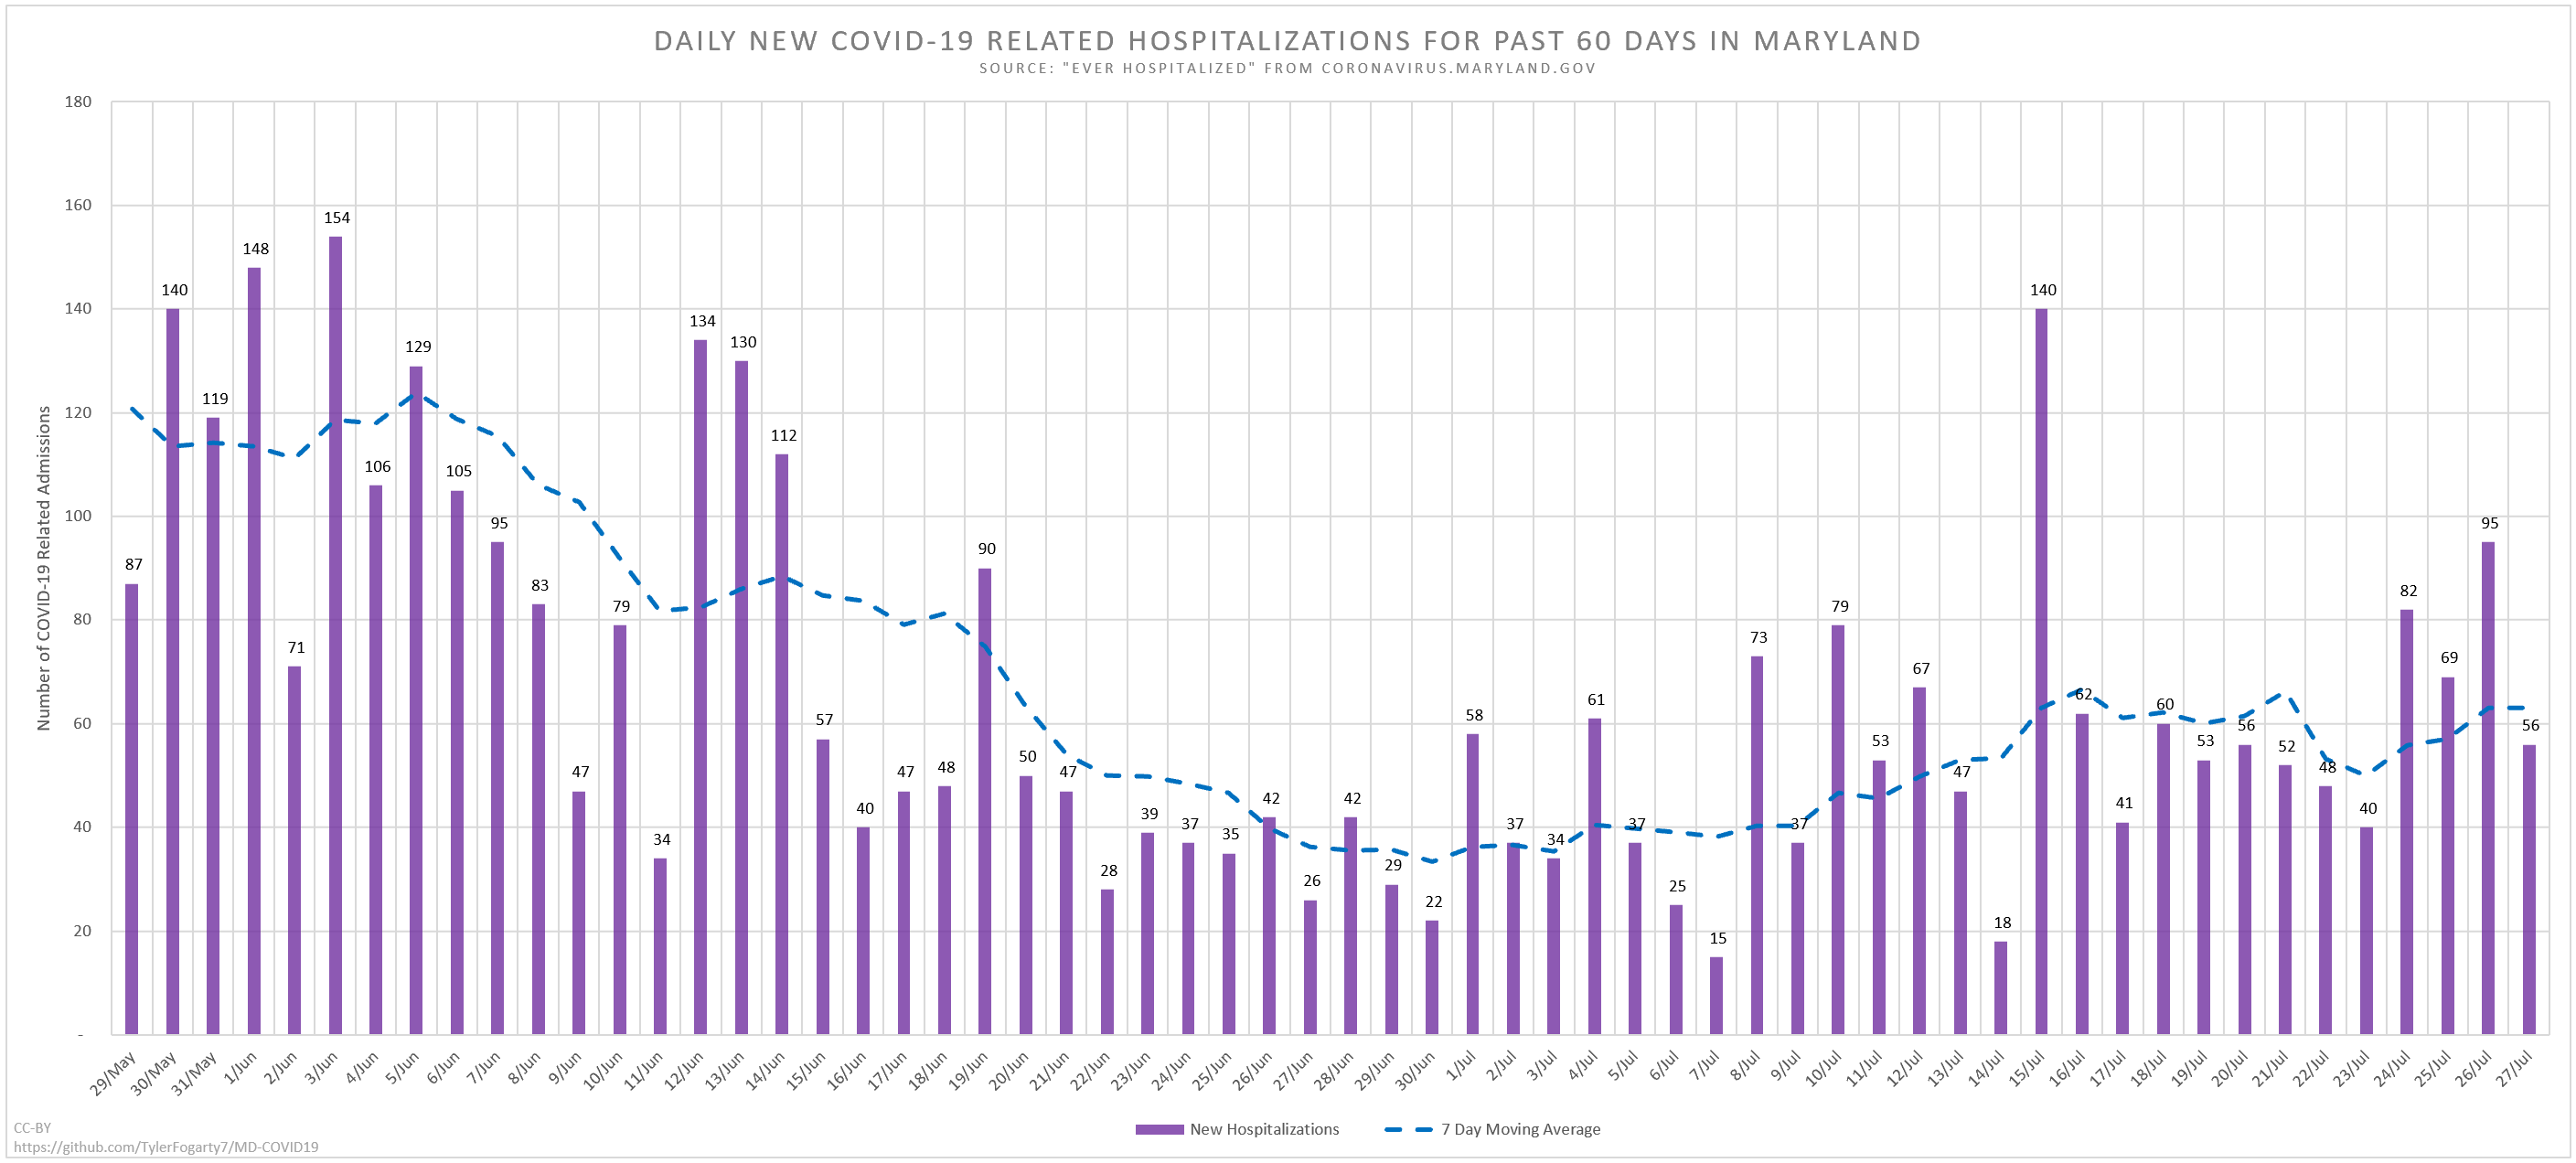 DAILY NEW COVID-19 RELATED HOSPITALIZATIONS FOR PAST 60 DAYS IN MARYLAND
SOURCE: "EVER HOSPITALIZED" FROM CORONAVIRUS.MARYLAND.GOV
Number of COVID-19 Related Admissions
180
160
140
120
100
80
60
40
20
-
87 140 119 148 71 154 106 129 105 95 83 47 79 34 134 130 112 57 40 47 48 90 50 47 28 39 37 35 42 26 42 29 22 58 37 34 61 37 25 15 73 37 79 53 67 47 18 140 62 41 60 53 56 52 48 40 82 69 95 56
29/May 30/May 31/May 1/Jun 2/Jun 3/Jun 4/Jun 5/Jun 6/Jun 7/Jun 8/Jun 9/Jun 10/Jun 11/Jun 12/Jun 13/Jun 14/Jun 15/Jun 16/Jun 17/Jun 18/Jun 19/Jun 20/Jun 21/Jun 22/Jun 23/Jun 24/Jun 25/Jun 26/Jun 27/Jun 28/Jun 29/Jun 30/Jun 1/Jul 2/Jul 3/Jul 4/Jul 5/Jul 6/Jul 7/Jul 8/Jul 9/Jul 10/Jul 11/Jul 12/Jul 13/Jul 14/Jul 15/Jul 16/Jul 17/Jul 18/Jul 19/Jul 20/Jul 21/Jul 22/Jul 23/Jul 24/Jul 25/Jul 26/Jul 27/Jul
New Hospitalizations 7 Day Moving Average
CC-BY
https://github.com/TylerFogarty7/MD-COVID19